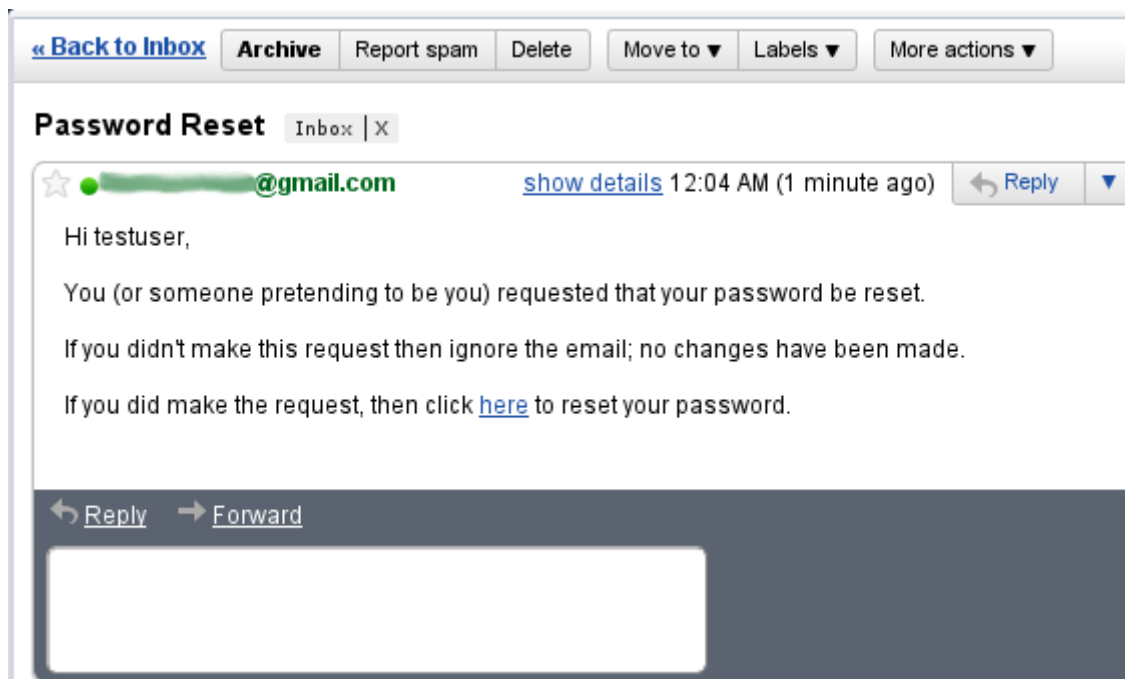 « Back to Inbox Archive Report spam Delete Move to ▼ Labels ▼ More actions ▼
Password Reset Inbox | X
@gmail.com show details 12:04 AM (1 minute ago) Reply ▼
Hi testuser,
You (or someone pretending to be you) requested that your password be reset.
If you didn't make this request then ignore the email; no changes have been made.
If you did make the request, then click here to reset your password.
Reply Forward